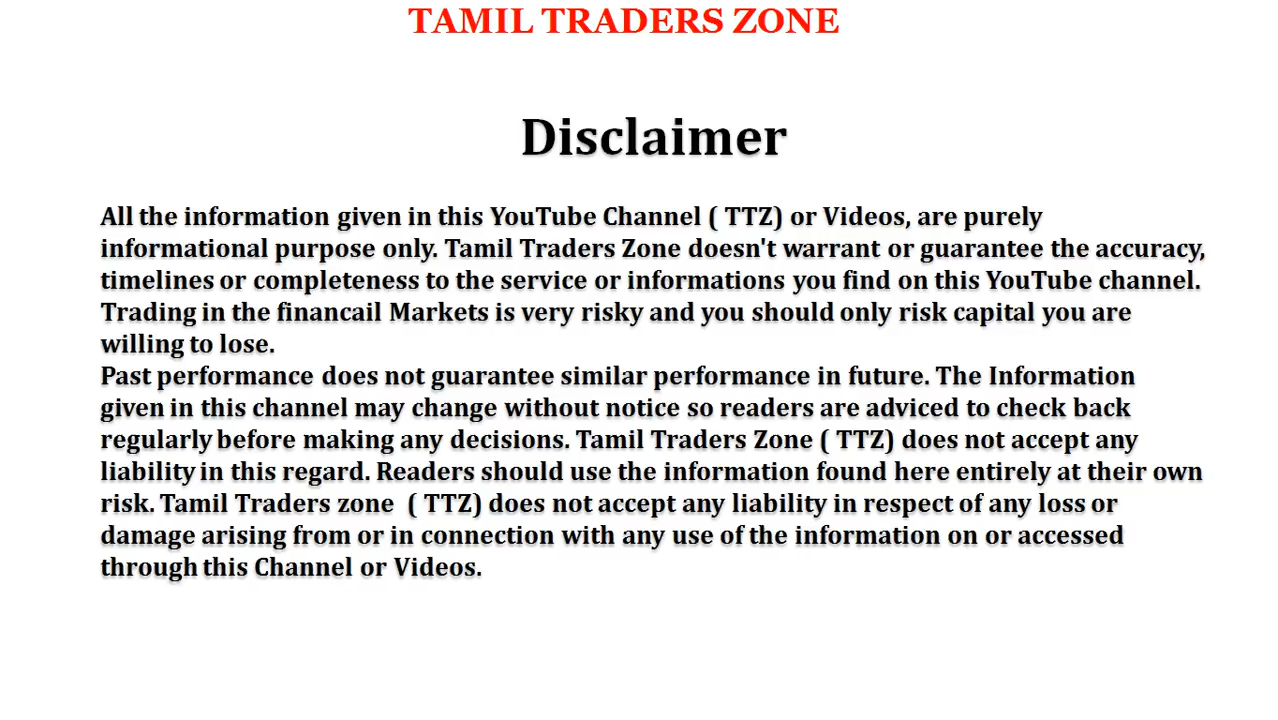 TAMIL TRADERS ZONE
Disclaimer
All the information given in this YouTube Channel ( TTZ) or Videos, are purely
informational purpose only. Tamil Traders Zone doesn't warrant or guarantee the accuracy,
timelines or completeness to the service or informations you find on this YouTube channel.
Trading in the financail Markets is very risky and you should only risk capital you are
willing to lose.
Past performance does not guarantee similar performance in future. The Information
given in this channel may change without notice so readers are adviced to check back
regularly before making any decisions. Tamil Traders Zone ( TTZ) does not accept any
liability in this regard. Readers should use the information found here entirely at their own
risk. Tamil Traders zone  ( TTZ) does not accept any liability in respect of any loss or
damage arising from or in connection with any use of the information on or accessed
through this Channel or Videos.